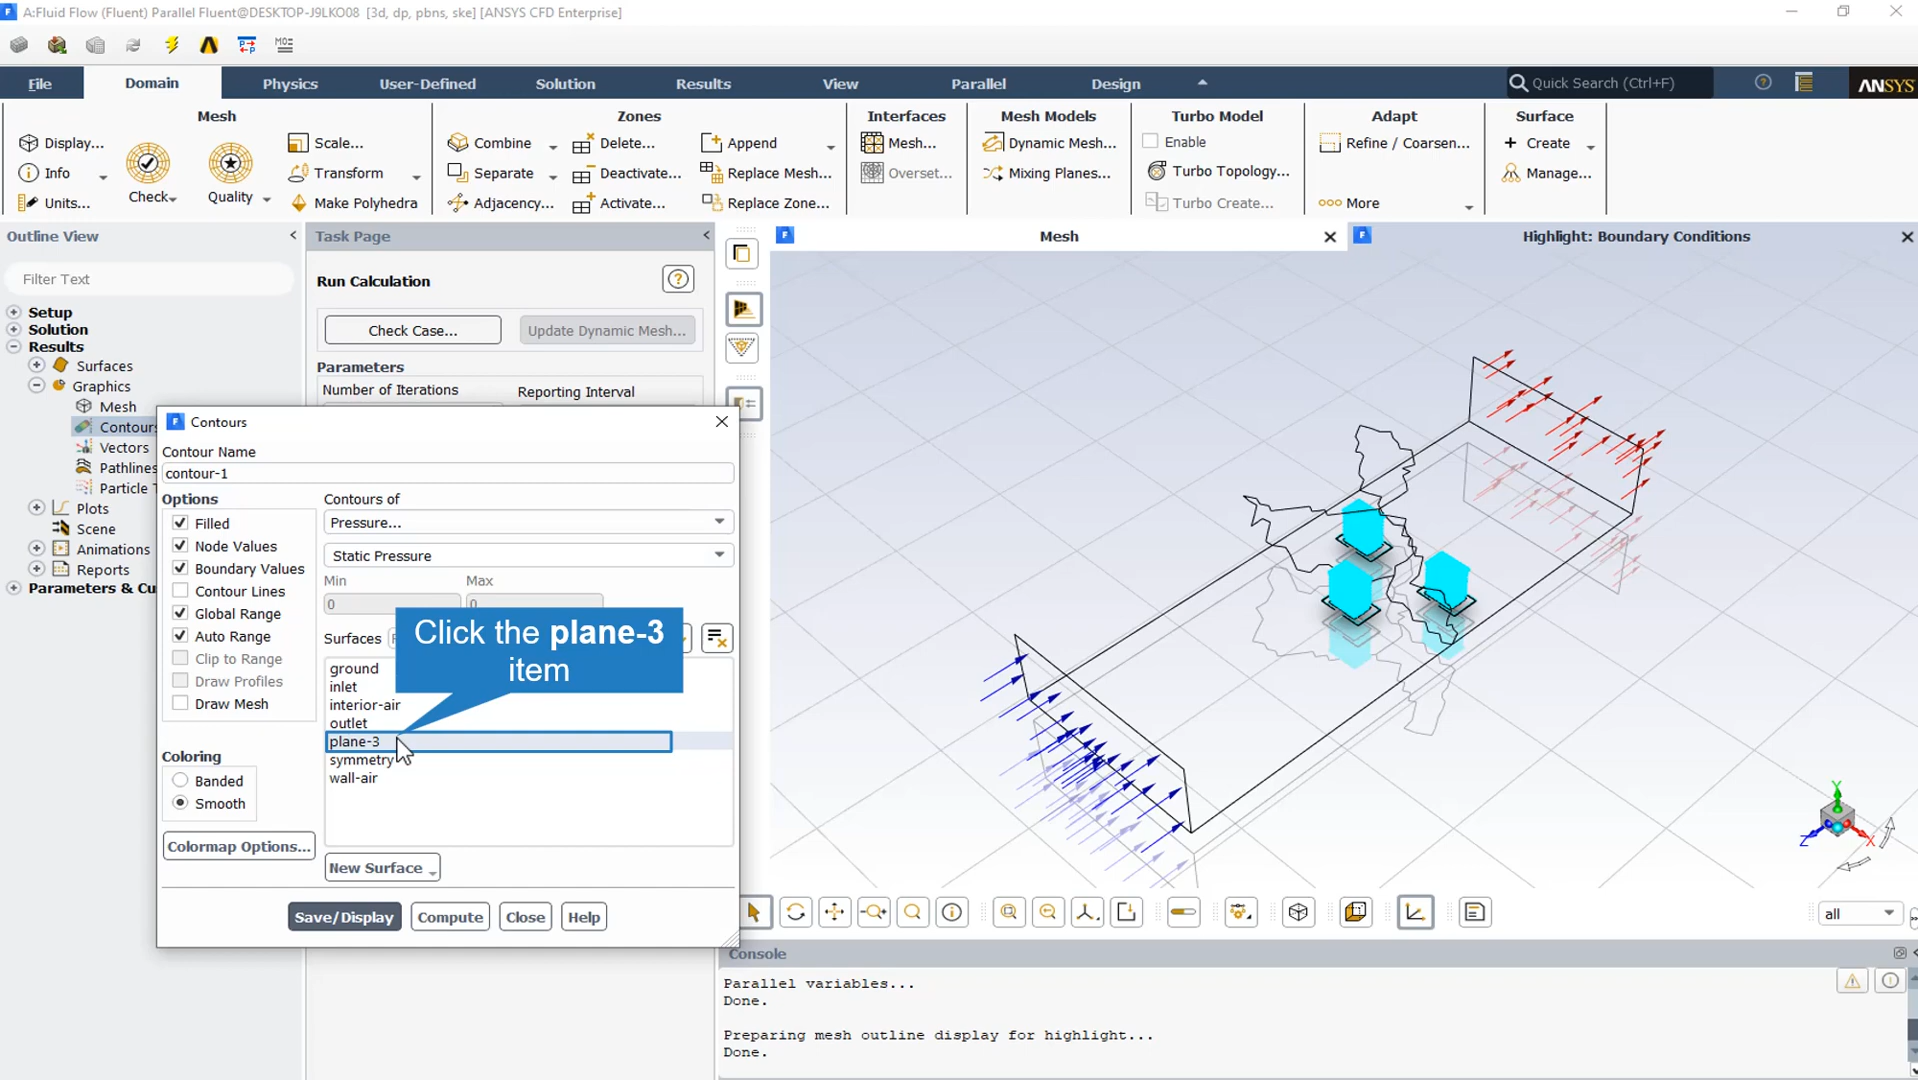 A:Fluid Flow (Fluent) Parallel Fluent@DESKTOP-J9LKO08 [3d, dp, pbns, ske] [ANSYS CFD Enterprise]
File Domain Physics User-Defined Solution Results View Parallel Design Quick Search (Ctrl+F) ANSYS
Mesh
Display...
Info
Units...
Check
Quality
Scale...
Transform
Make Polyhedra
Zones
Combine
Separate
Adjacency...
Delete...
Deactivate...
Activate...
Append
Replace Mesh...
Replace Zone...
Interfaces
Mesh...
Overset...
Mesh Models
Dynamic Mesh...
Mixing Planes...
Turbo Model
Enable
Turbo Topology...
Turbo Create...
Adapt
Refine / Coarsen...
More
Surface
Create
Manage...
Outline View
Filter Text
Setup
Solution
Results
Surfaces
Graphics
Mesh
Contours
Vectors
Pathlines
Particle T
Plots
Scene
Animations
Reports
Parameters & Cu
Task Page
Run Calculation
Check Case...
Update Dynamic Mesh...
Parameters
Number of Iterations
Reporting Interval
Contours
Contour Name
contour-1
Options
Filled
Node Values
Boundary Values
Contour Lines
Global Range
Auto Range
Clip to Range
Draw Profiles
Draw Mesh
Coloring
Banded
Smooth
Colormap Options...
Contours of
Pressure...
Static Pressure
Min Max
0 0
Surfaces
Click the plane-3
item
ground
inlet
interior-air
outlet
plane-3
symmetry
wall-air
New Surface
Save/Display Compute Close Help
Mesh
Highlight: Boundary Conditions
Y
Z
X
all
Console
Parallel variables...
Done.
Preparing mesh outline display for highlight...
Done.